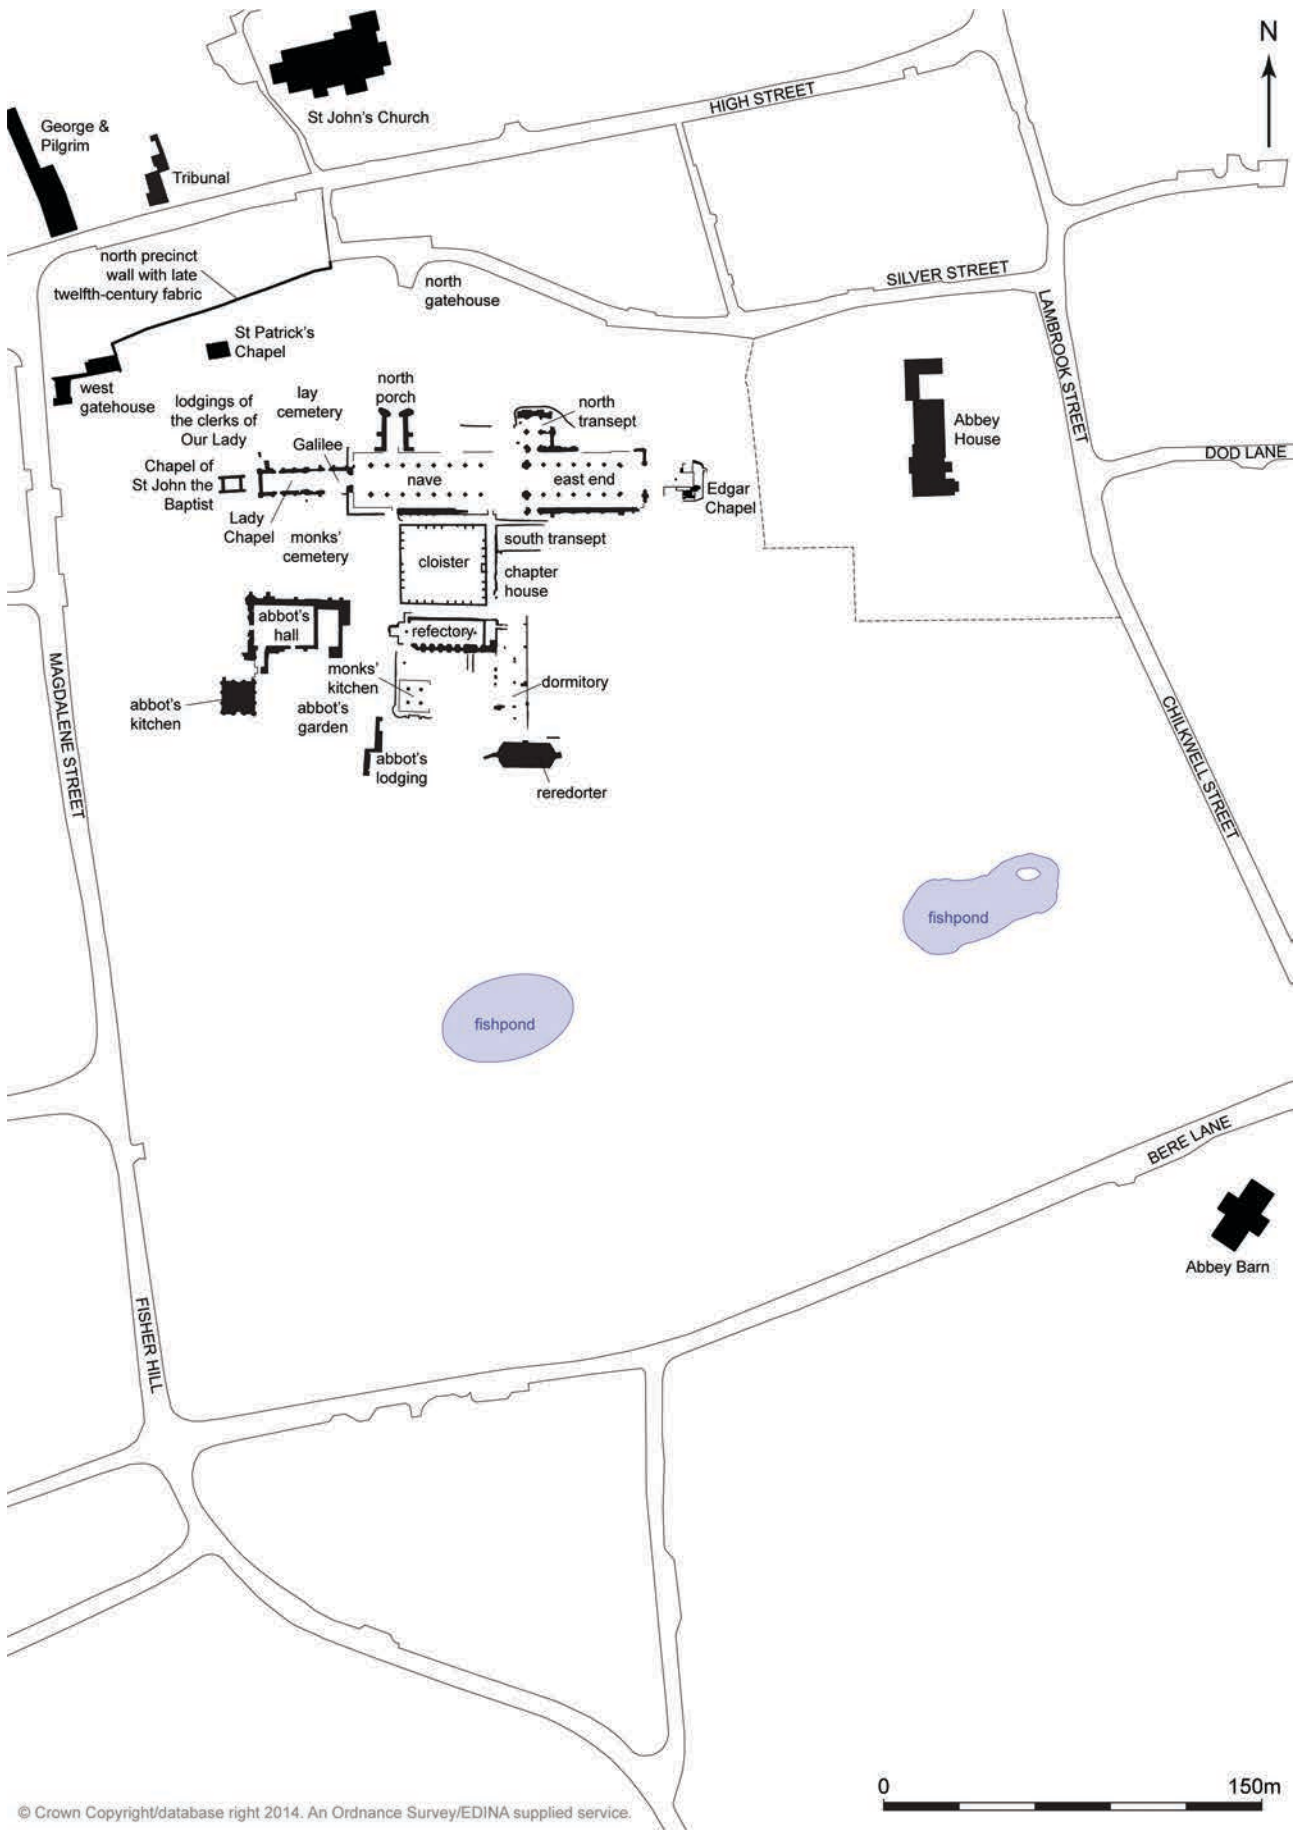 N
HIGH STREET
St John's Church
George &
Pilgrim
Tribunal
north precinct
wall with late
twelfth-century fabric
north
gatehouse
SILVER STREET
LAMBROOK STREET
St Patrick's
Chapel
west
gatehouse
lodgings of
the clerks of
Our Lady
lay
cemetery
north
porch
north
transept
Abbey
House
DOD LANE
Galilee
Chapel of
St John the
Baptist
nave
east end
Edgar
Chapel
Lady
Chapel
monks'
cemetery
south transept
cloister
chapter
house
abbot's
hall
refectory
MAGDALENE STREET
monks'
kitchen
dormitory
abbot's
kitchen
abbot's
garden
CHILKWELL STREET
abbot's
lodging
reredorter
fishpond
fishpond
BERE LANE
Abbey Barn
FISHER HILL
0 150m
© Crown Copyright/database right 2014. An Ordnance Survey/EDINA supplied service.